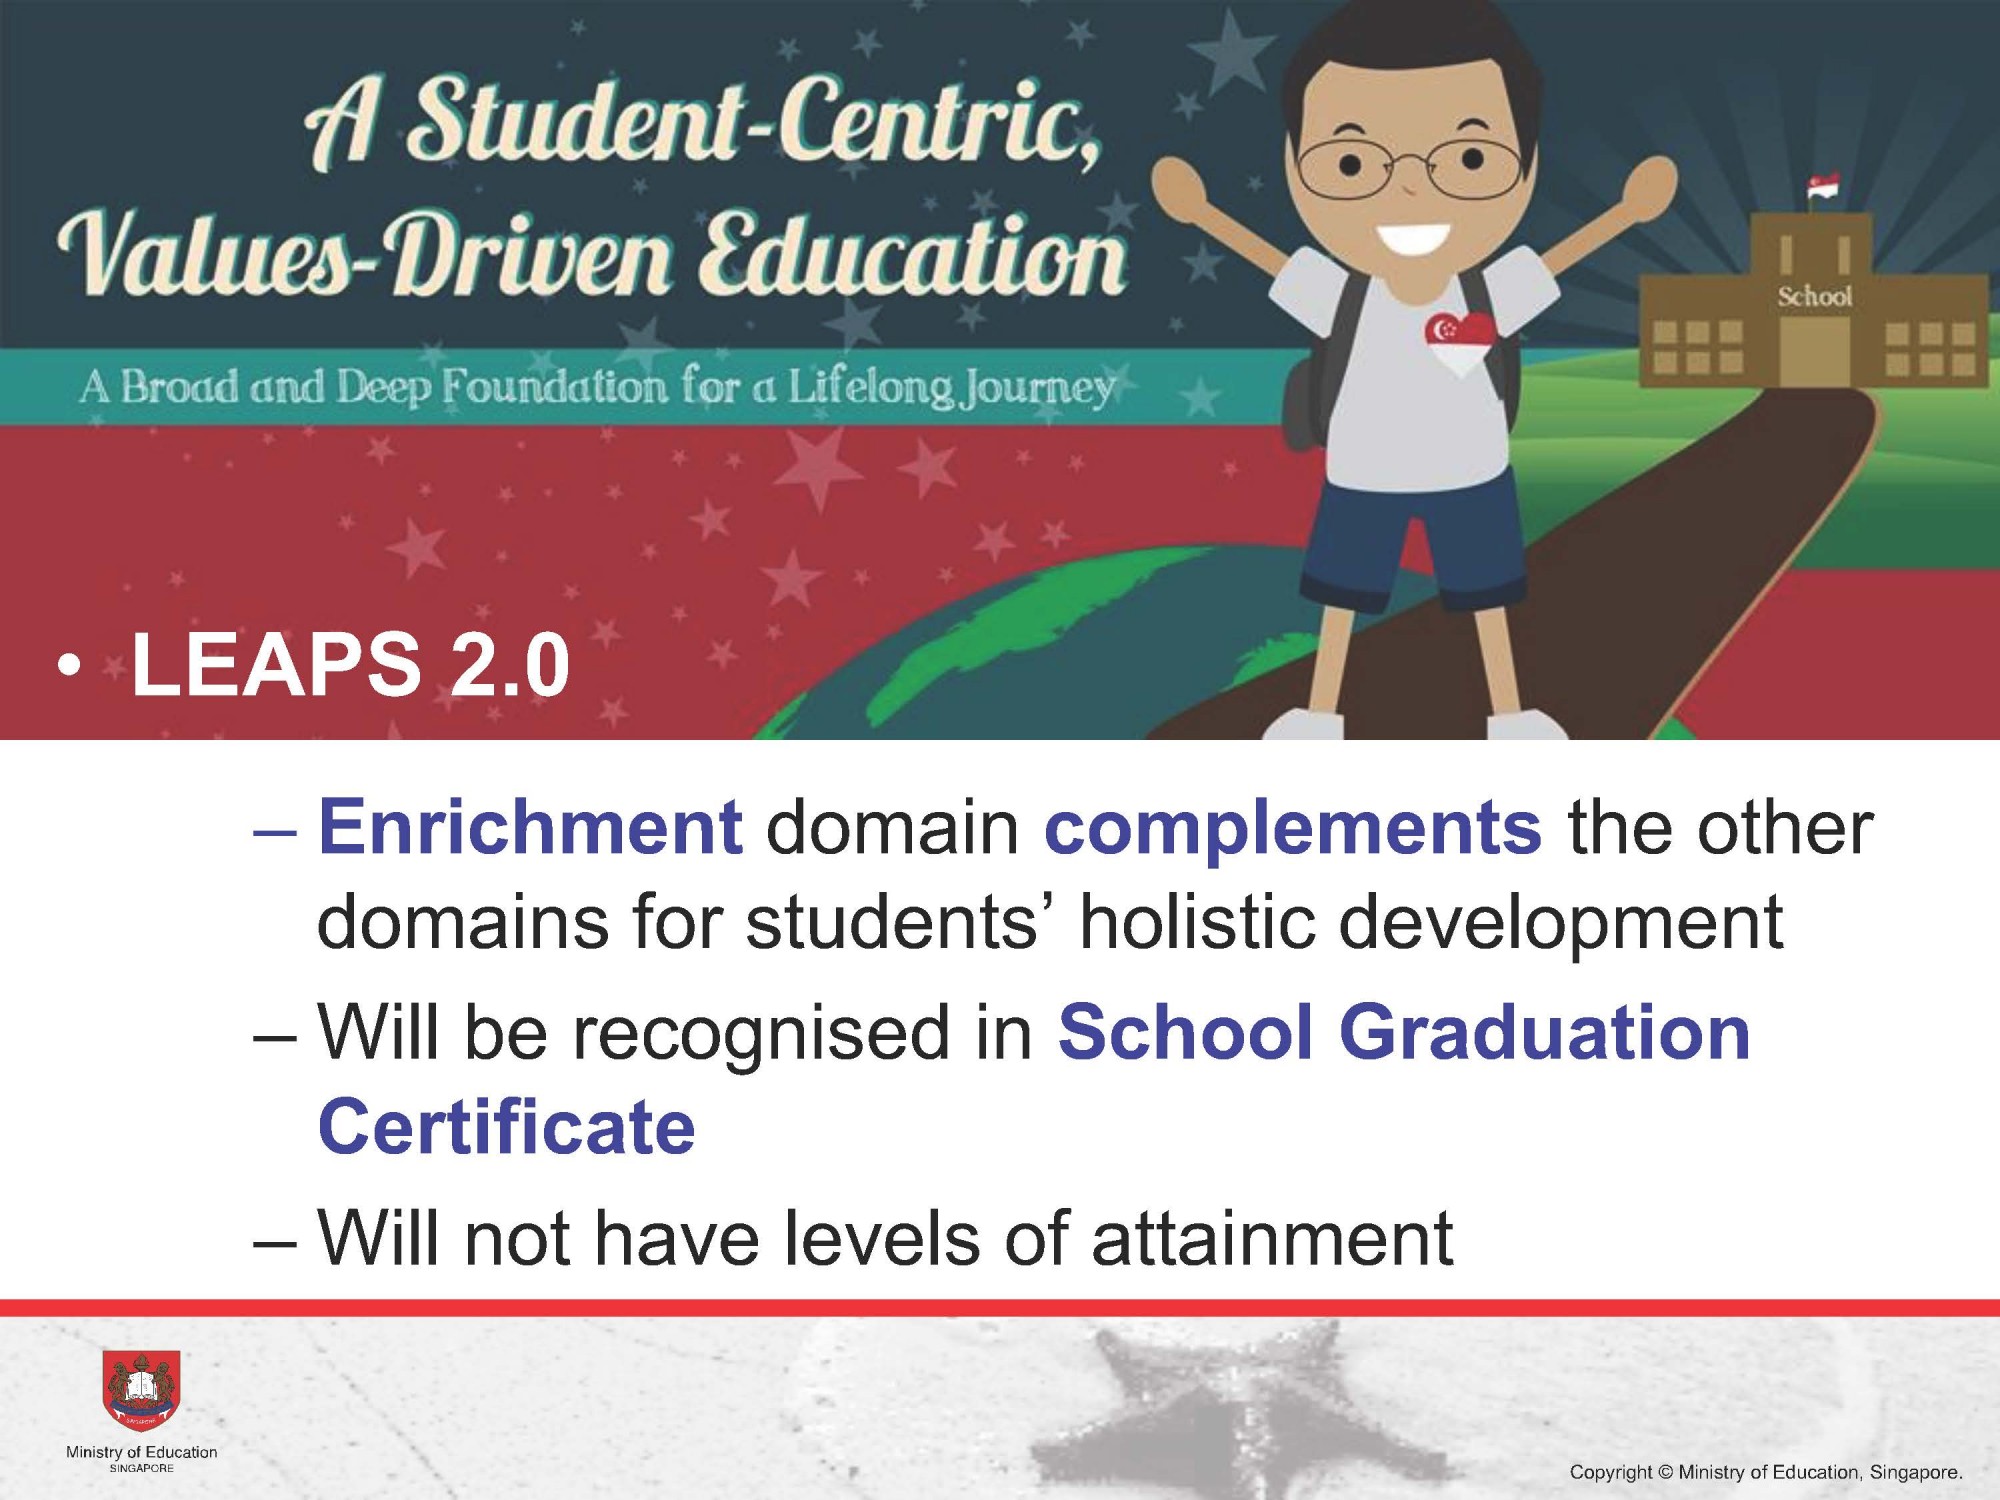 A Student-Centric,
Values-Driven Education
A Broad and Deep Foundation for a Lifelong Journey
School
• LEAPS 2.0
– Enrichment domain complements the other
domains for students’ holistic development
– Will be recognised in School Graduation
Certificate
– Will not have levels of attainment
SINGAPORE
Ministry of Education
SINGAPORE
Copyright © Ministry of Education, Singapore.